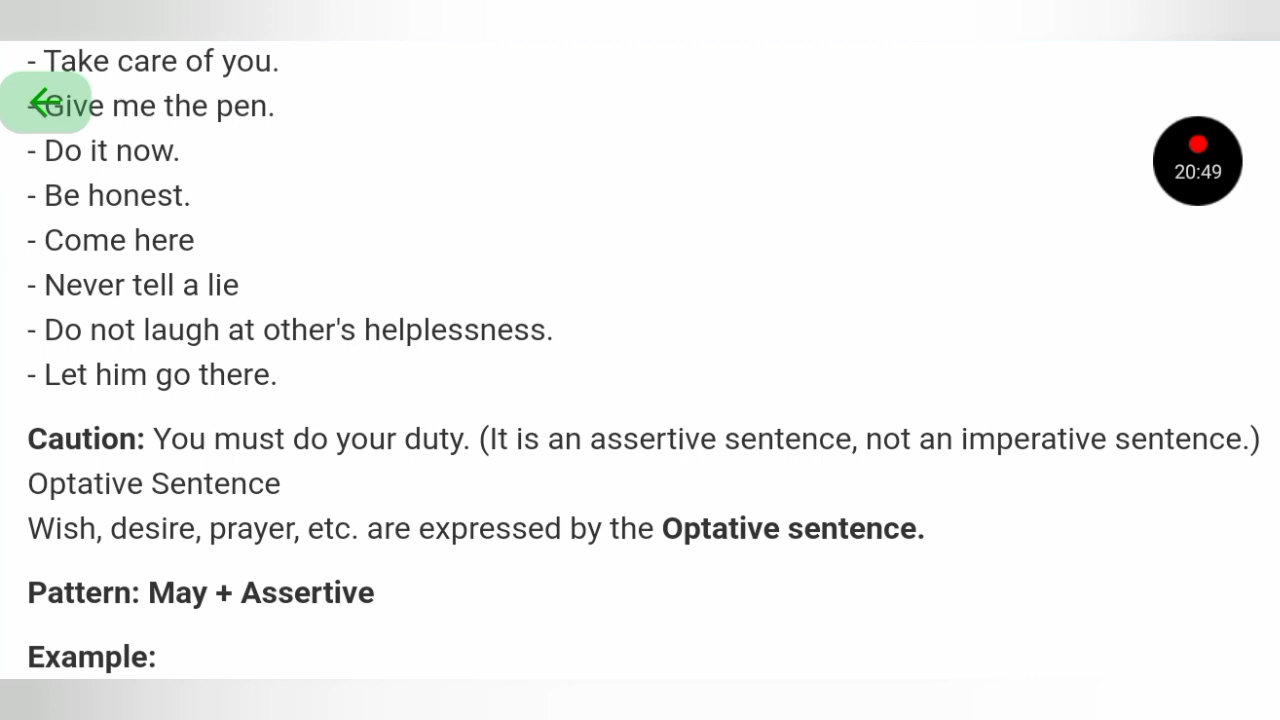 - Take care of you.
- Give me the pen.
- Do it now.
- Be honest.
- Come here
- Never tell a lie
- Do not laugh at other's helplessness.
- Let him go there.
Caution: You must do your duty. (It is an assertive sentence, not an imperative sentence.)
Optative Sentence
Wish, desire, prayer, etc. are expressed by the Optative sentence.
Pattern: May + Assertive
Example:
20:49